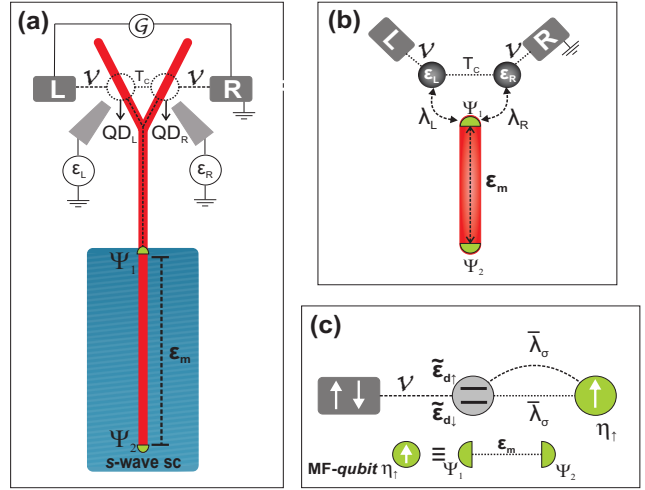 (a)
𝒢
L
ν
T_C
ν
R
QD_L
QD_R
ε_L
ε_R
Ψ_1
ε_m
Ψ_2
s-wave sc
(b)
L
ν
T_C
ν
R
ε_L
ε_R
λ_L
Ψ_1
λ_R
ε_m
Ψ_2
(c)
λ̄_σ
ε̃_d↑
↑ ↓
ν
↑
ε̃_d↓
λ̄_σ
η_↑
MF-qubit η_↑ ↑ ≡ Ψ_1 ε_m Ψ_2